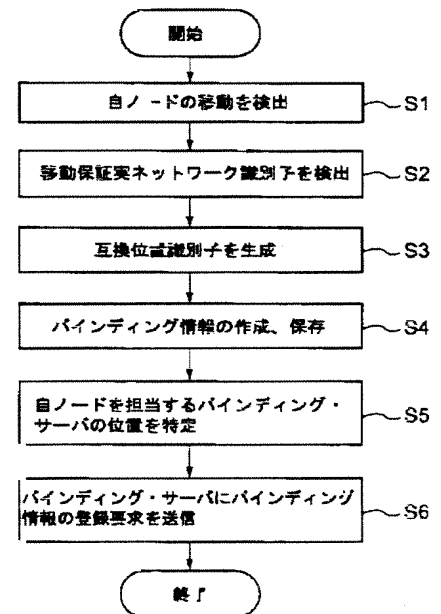 開始
自ノードの移動を検出
S1
移動保証実ネットワーク識別子を検出
S2
互換位置識別子を生成
S3
バインディング情報の作成、保存
S4
自ノードを担当するバインディング・
サーバの位置を特定
S5
バインディング・サーバにバインディング
情報の登録要求を送信
S6
終了